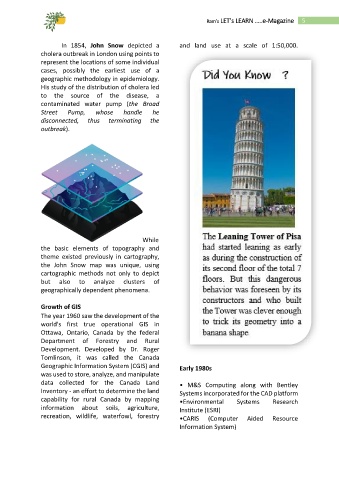 Ram's LET's LEARN .....e-Megazine 5
In 1854, John Snow depicted a
cholera outbreak in London using points to
represent the locations of some individual
cases, possibly the earliest use of a
geographic methodology in epidemiology.
His study of the distribution of cholera led
to the source of the disease, a
contaminated water pump (the Broad
Street Pump, whose handle he
disconnected, thus terminating the
outbreak).
While
the basic elements of topography and
theme existed previously in cartography,
the John Snow map was unique, using
cartographic methods not only to depict
but also to analyze clusters of
geographically dependent phenomena.
Growth of GIS
The year 1960 saw the development of the
world's first true operational GIS in
Ottawa, Ontario, Canada by the federal
Department of Forestry and Rural
Development. Developed by Dr. Roger
Tomlinson, it was called the Canada
Geographic Information System (CGIS) and
was used to store, analyze, and manipulate
data collected for the Canada Land
Inventory - an effort to determine the land
capability for rural Canada by mapping
information about soils, agriculture,
recreation, wildlife, waterfowl, forestry
and land use at a scale of 1:50,000.
Did You Know ?
The Leaning Tower of Pisa
had started leaning as early
as during the construction of
its second floor of the total 7
floors. But this dangerous
behavior was foreseen by its
constructors and who built
the Tower was clever enough
to trick its geometry into a
banana shape
Early 1980s
• M&S Computing along with Bentley
Systems Incorporated for the CAD platform
•Environmental Systems Research
Institute (ESRI)
•CARIS (Computer Aided Resource
Information System)